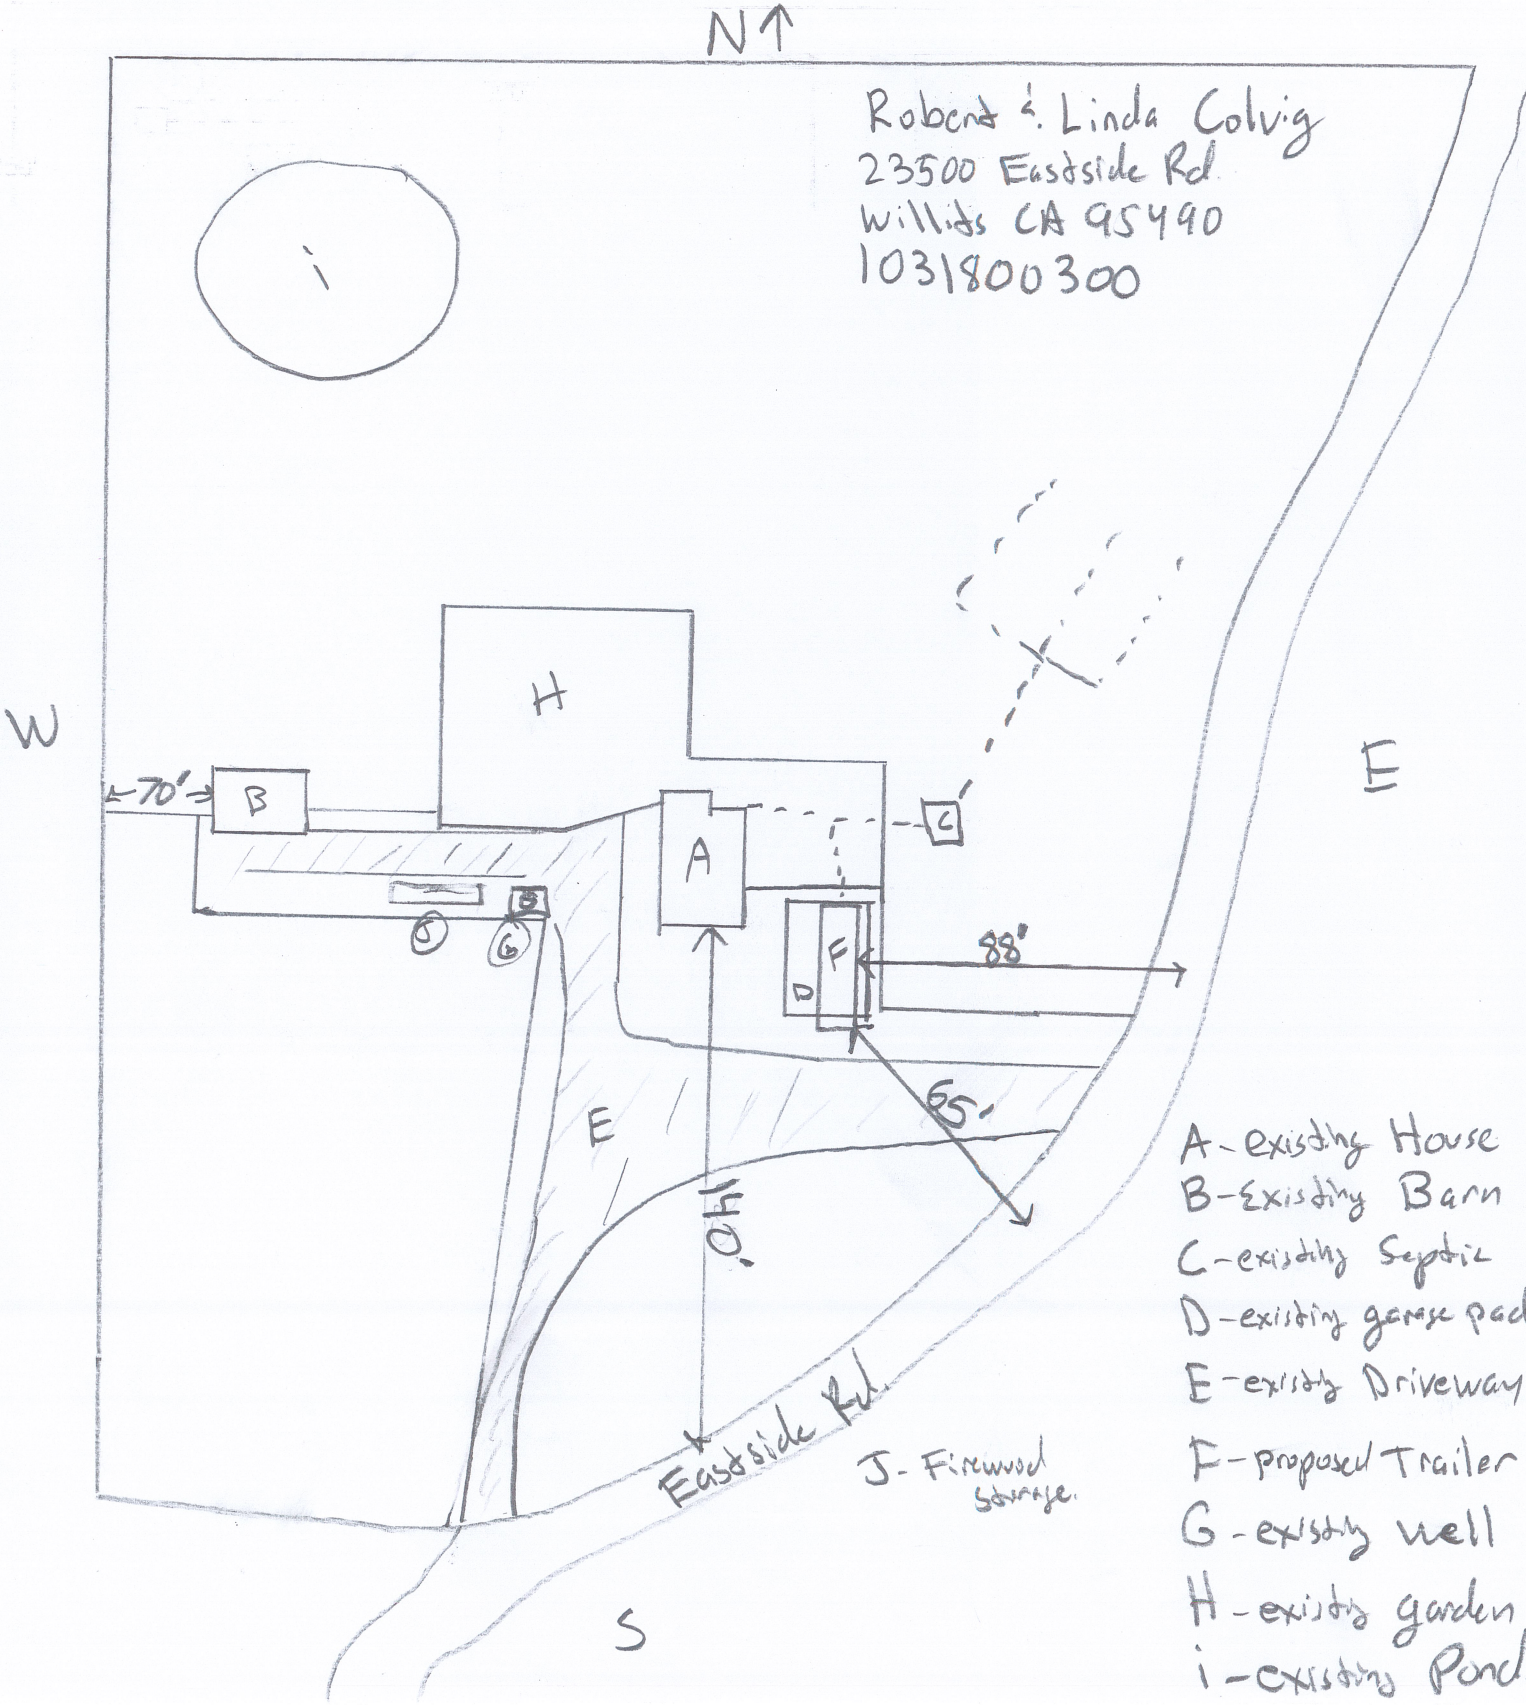 N↑
Robert & Linda Colvig
23500 Eastside Rd.
Willits CA 95490
1031800300
i
H
W
E
←70'→
B
A
C
F
D
88'
J
G
E
65'
140'
Eastside Rd.
S
A-existing House
B-Existing Barn
C-existing Septic
D-existing garage pad
E-existing Driveway
F-proposed Trailer
G-existing well
H-existing garden
i-existing Pond
J-Firewood
storage.